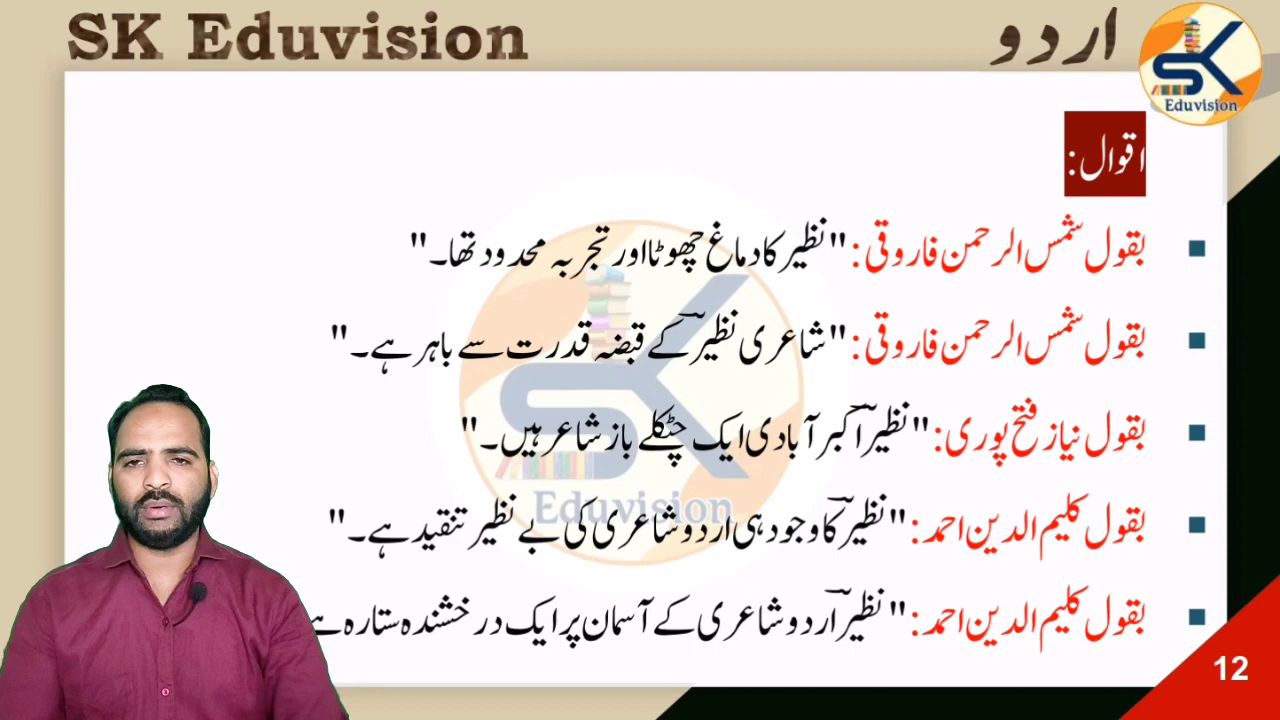 SK Eduvision
اردو
SK
Eduvision
اقوال:
بقول شمس الرحمن فاروقی: "نظیر کا دماغ چھوٹا اور تجربہ محدود تھا۔"
بقول شمس الرحمن فاروقی: "شاعری نظیرؔ کے قبضہ قدرت سے باہر ہے۔"
بقول نیاز فتح پوری: "نظیرؔ اکبر آبادی ایک چٹکلے باز شاعر ہیں۔"
بقول کلیم الدین احمد: "نظیرؔ کا وجود ہی اردو شاعری کی بے نظیر تنقید ہے۔"
بقول کلیم الدین احمد: "نظیرؔ اردو شاعری کے آسمان پر ایک درخشندہ ستارہ
SK
Eduvision
12